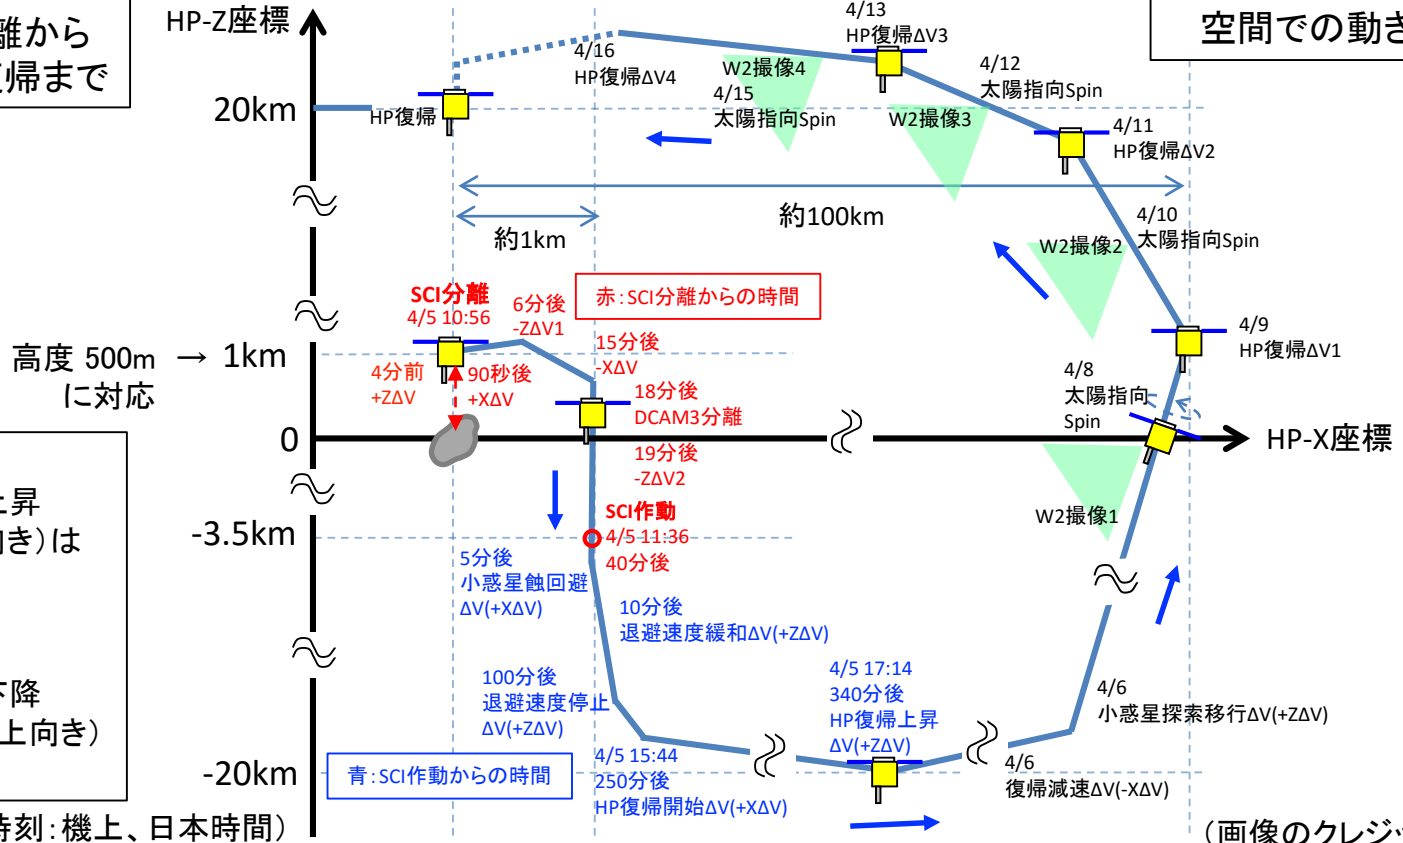 離から
復帰まで
空間での動き
HP-Z座標
20km
高度 500m → 1km
に対応
0
-3.5km
-20km
HP-X座標
HP復帰
4/16
HP復帰ΔV4
W2撮像4
4/15
太陽指向Spin
4/13
HP復帰ΔV3
4/12
太陽指向Spin
W2撮像3
4/11
HP復帰ΔV2
4/10
太陽指向Spin
W2撮像2
約100km
約1km
4/9
HP復帰ΔV1
4/8
太陽指向
Spin
W2撮像1
SCI分離
4/5 10:56
4分前
+ZΔV
90秒後
+XΔV
6分後
-ZΔV1
赤：SCI分離からの時間
15分後
-XΔV
18分後
DCAM3分離
19分後
-ZΔV2
SCI作動
4/5 11:36
40分後
5分後
小惑星蝕回避
ΔV(+XΔV)
10分後
退避速度緩和ΔV(+ZΔV)
100分後
退避速度停止
ΔV(+ZΔV)
4/5 15:44
250分後
HP復帰開始ΔV(+XΔV)
4/5 17:14
340分後
HP復帰上昇
ΔV(+ZΔV)
4/6
復帰減速ΔV(-XΔV)
4/6
小惑星探索移行ΔV(+ZΔV)
青：SCI作動からの時間
上昇
向き）は
下降
上向き）
時刻：機上、日本時間）
（画像のクレジッ